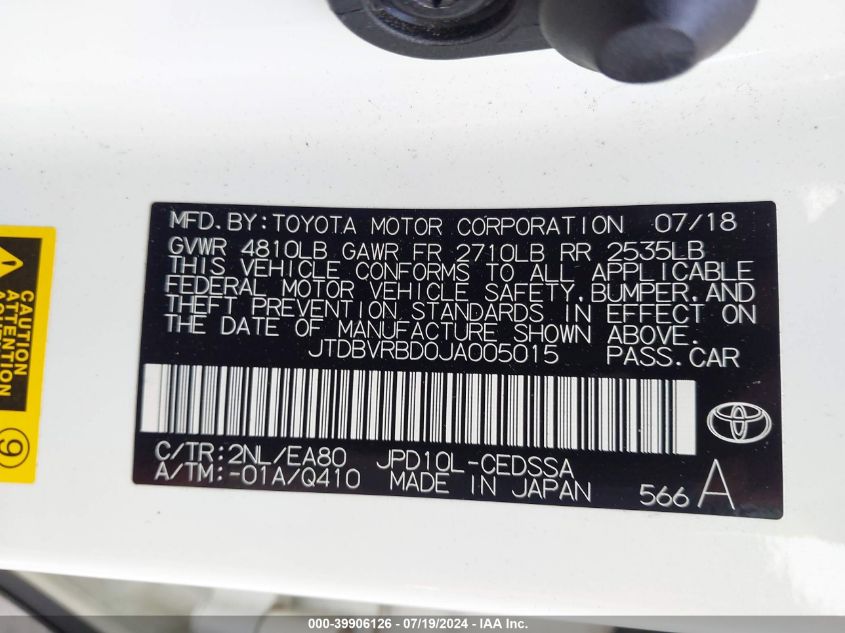 MFD.BY:TOYOTA MOTOR CORPORATION 07/18
GVWR 4810LB GAWR FR 2710LB RR 2535LB
THIS VEHICLE CONFORMS TO ALL APPLICABLE
FEDERAL MOTOR VEHICLE SAFETY,BUMPER,AND
THEFT PREVENTION STANDARDS IN EFFECT ON
THE DATE OF MANUFACTURE SHOWN ABOVE.
JTDBVRBD0JA005015 PASS.CAR
C/TR:2NL/EA80 JPD10L-CEDSSA
A/TM:-01A/Q410 MADE IN JAPAN 566 A
CAUTION
ATTENTION
9
000-39906126 - 07/19/2024 - IAAI.COM